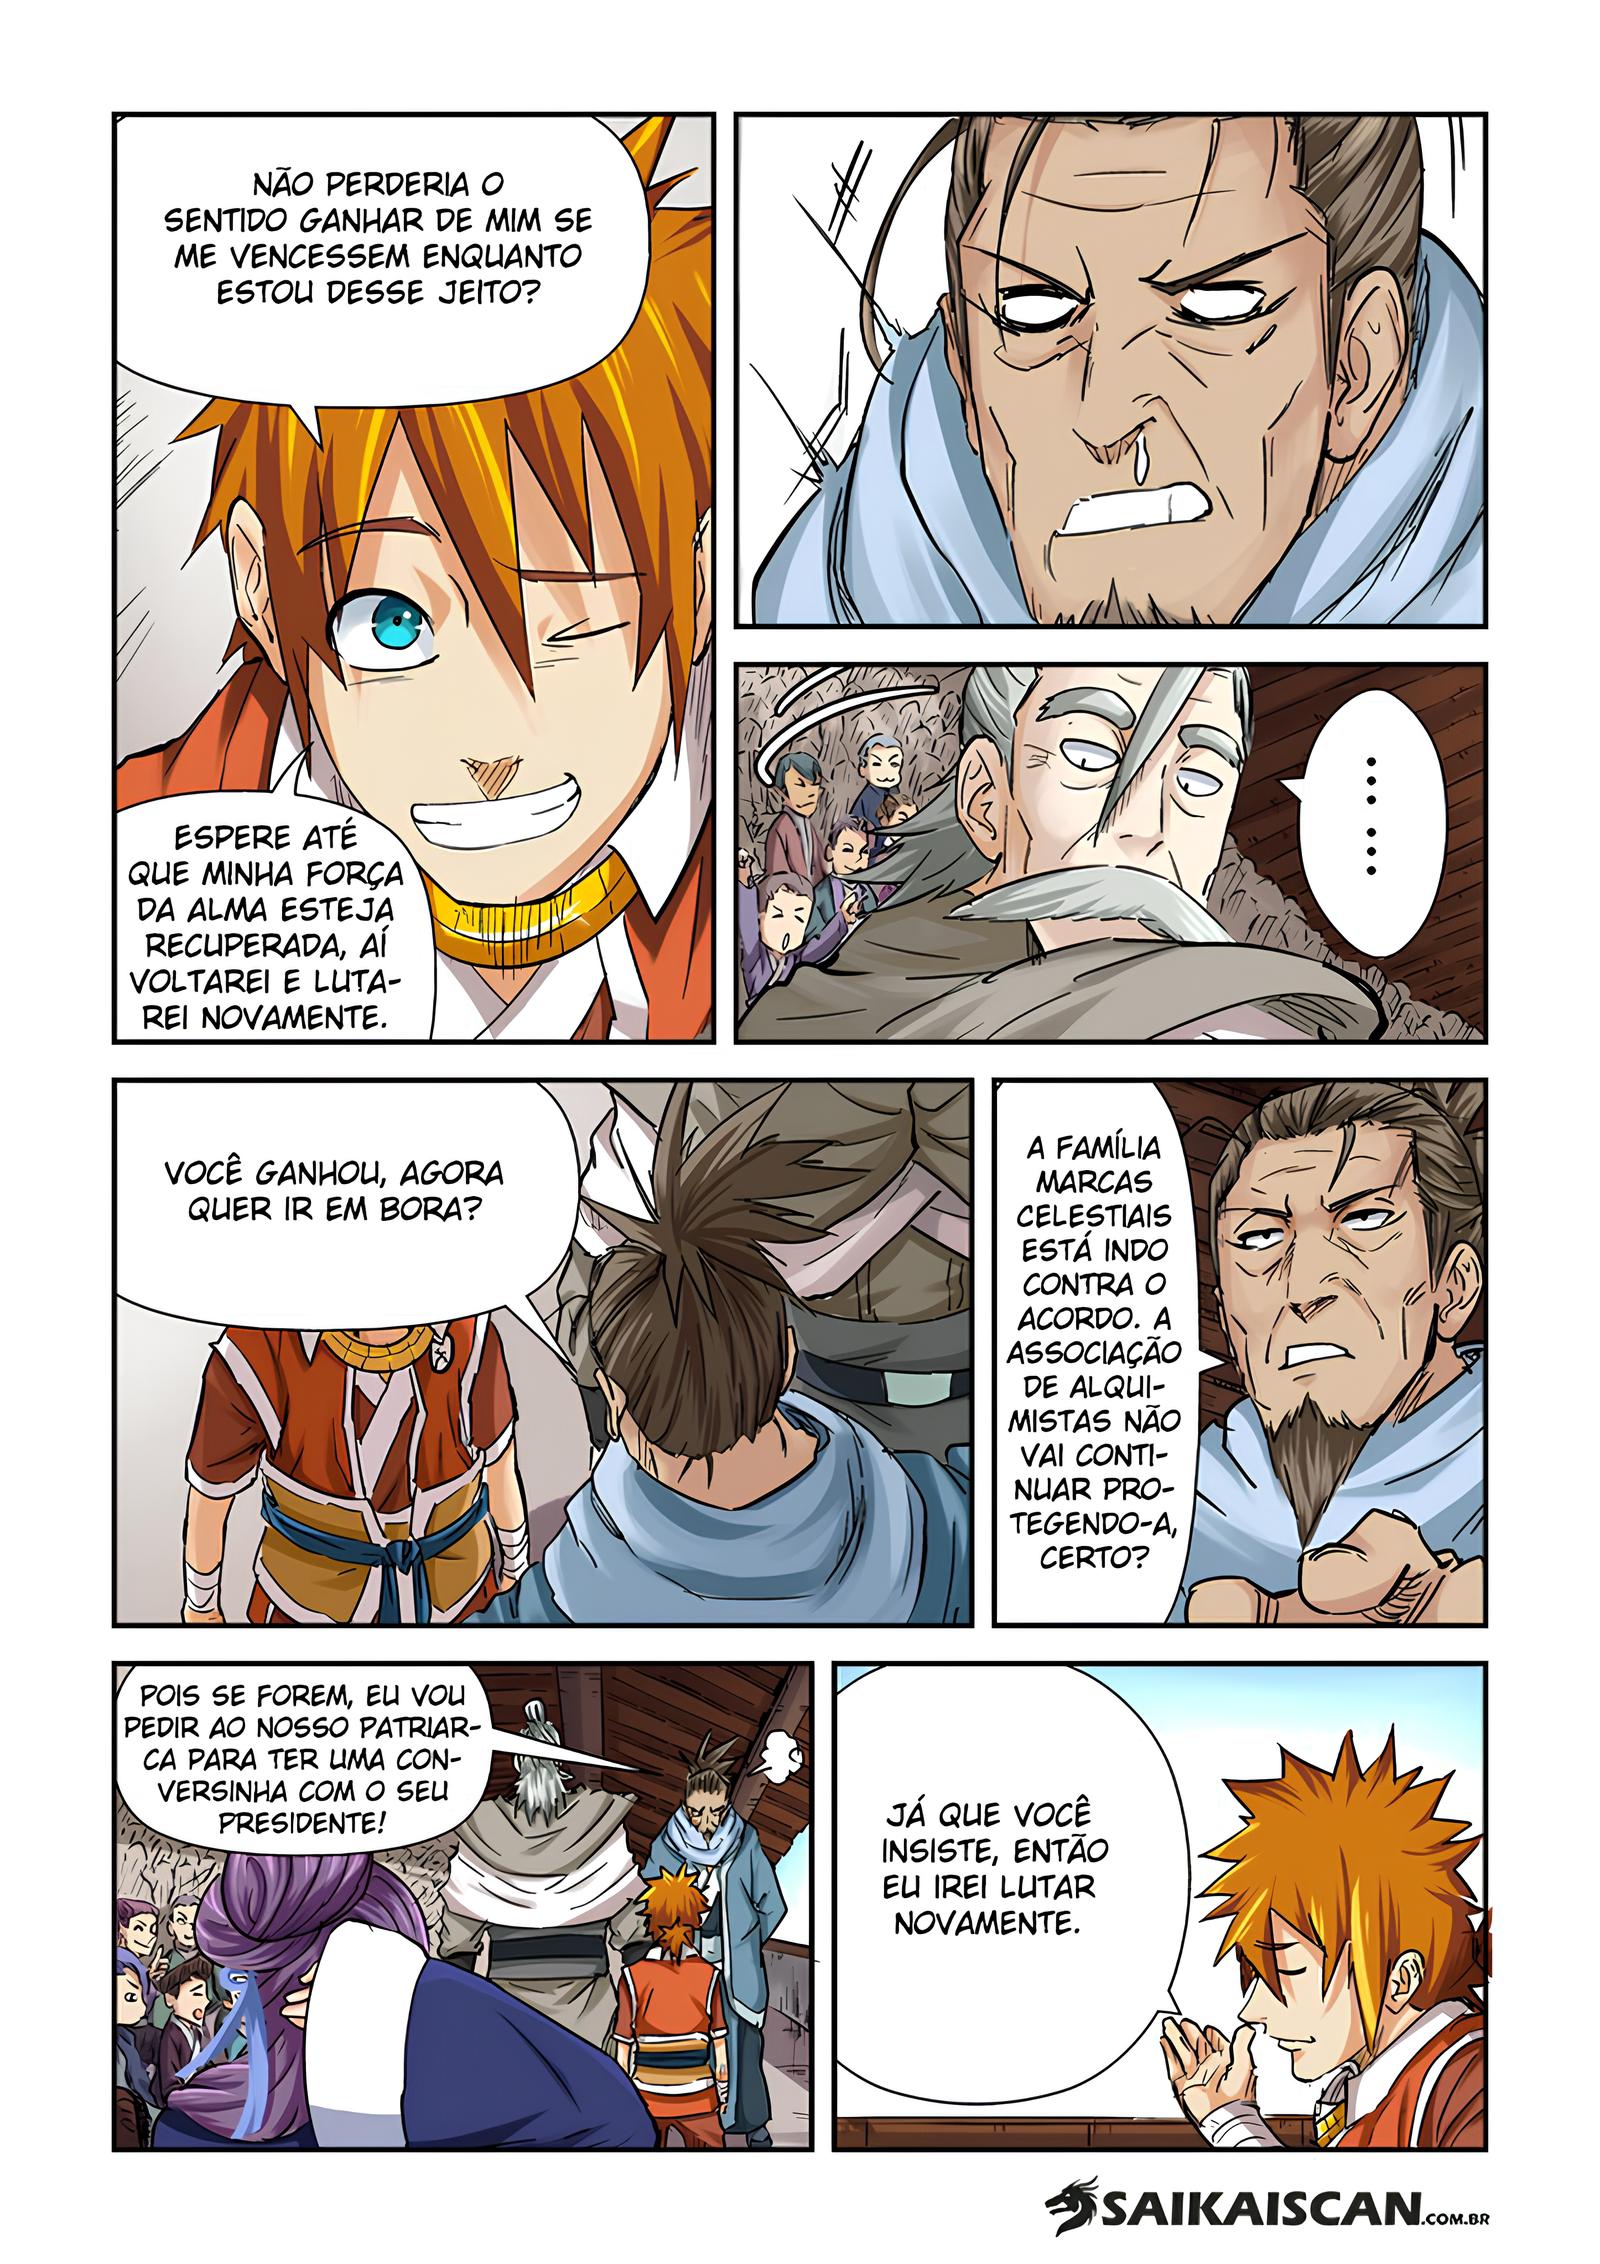 NÃO PERDERIA O
SENTIDO GANHAR DE MIM SE
ME VENCESSEM ENQUANTO
ESTOU DESSE JEITO?
ESPERE ATÉ
QUE MINHA FORÇA
DA ALMA ESTEJA
RECUPERADA, AÍ
VOLTAREI E LUTA-
REI NOVAMENTE.
VOCÊ GANHOU, AGORA
QUER IR EM BORA?
A FAMÍLIA
MARCAS
CELESTIAIS
ESTÁ INDO
CONTRA O
ACORDO. A
ASSOCIAÇÃO
DE ALQUI-
MISTAS NÃO
VAI CONTI-
NUAR PRO-
TEGENDO-A,
CERTO?
POIS SE FOREM, EU VOU
PEDIR AO NOSSO PATRIAR-
CA PARA TER UMA CON-
VERSINHA COM O SEU
PRESIDENTE!
JÁ QUE VOCÊ
INSISTE, ENTÃO
EU IREI LUTAR
NOVAMENTE.
SAIKAISCAN.COM.BR